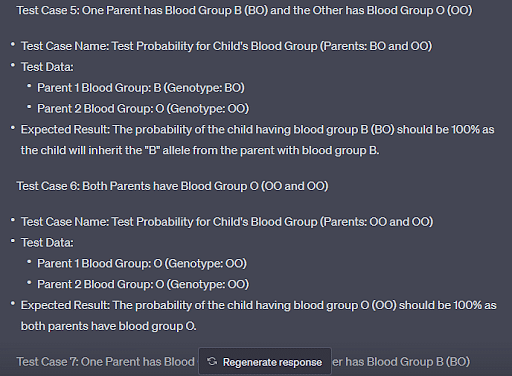 Test Case 5: One Parent has Blood Group B (BO) and the Other has Blood Group O (OO)
• Test Case Name: Test Probability for Child's Blood Group (Parents: BO and OO)
• Test Data:
• Parent 1 Blood Group: B (Genotype: BO)
• Parent 2 Blood Group: O (Genotype: OO)
• Expected Result: The probability of the child having blood group B (BO) should be 100% as
the child will inherit the "B" allele from the parent with blood group B.
Test Case 6: Both Parents have Blood Group O (OO and OO)
• Test Case Name: Test Probability for Child's Blood Group (Parents: OO and OO)
• Test Data:
• Parent 1 Blood Group: O (Genotype: OO)
• Parent 2 Blood Group: O (Genotype: OO)
• Expected Result: The probability of the child having blood group O (OO) should be 100% as
both parents have blood group O.
Test Case 7: One Parent has Blood Regenerate response er has Blood Group B (BO)